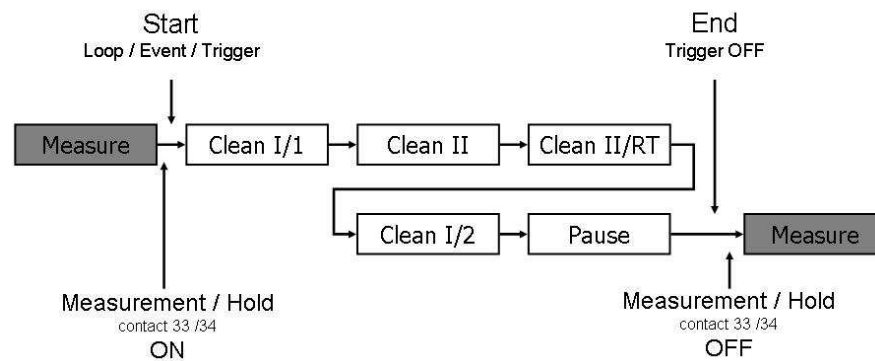 Start
Loop / Event / Trigger
End
Trigger OFF
Measure
Clean I/1
Clean II
Clean II/RT
Clean I/2
Pause
Measure
Measurement / Hold
contact 33 /34
ON
Measurement / Hold
contact 33 /34
OFF